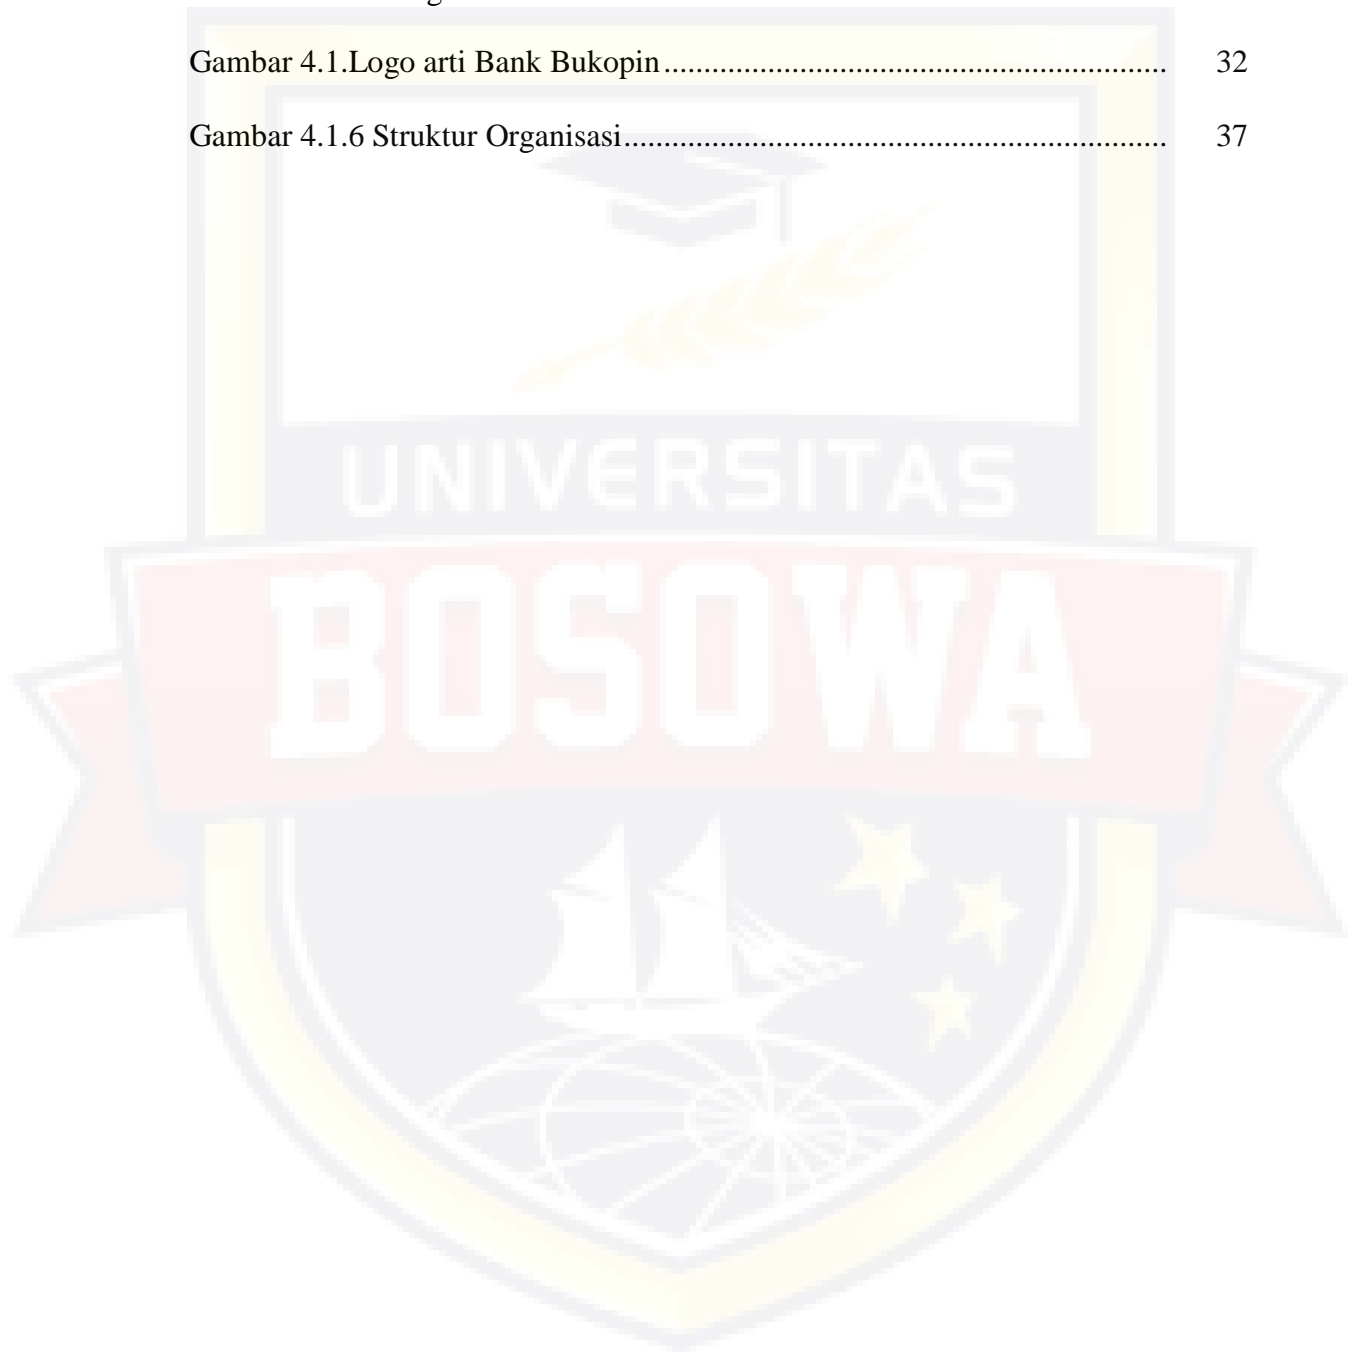 Gambar 4.1.Logo arti Bank Bukopin............................................................... 32
Gambar 4.1.6 Struktur Organisasi.................................................................... 37
UNIVERSITAS
BOSOWA